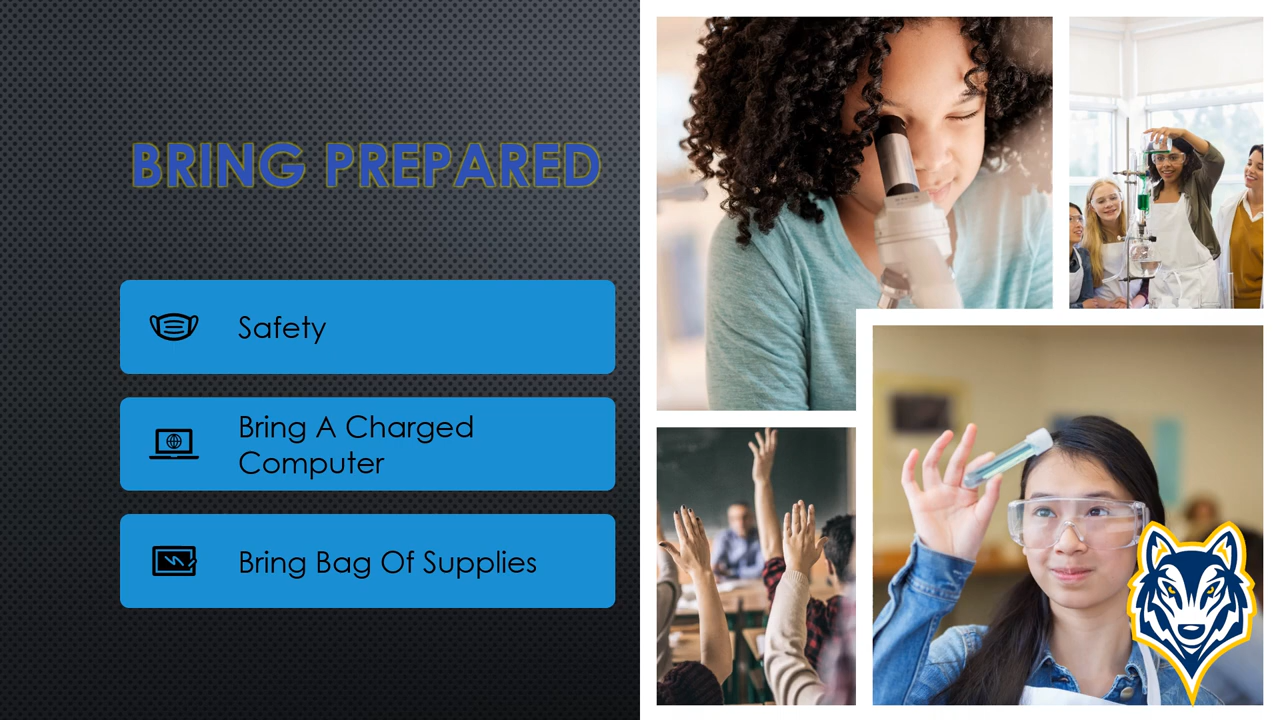 BRING PREPARED
Safety
Bring A Charged
Computer
Bring Bag Of Supplies